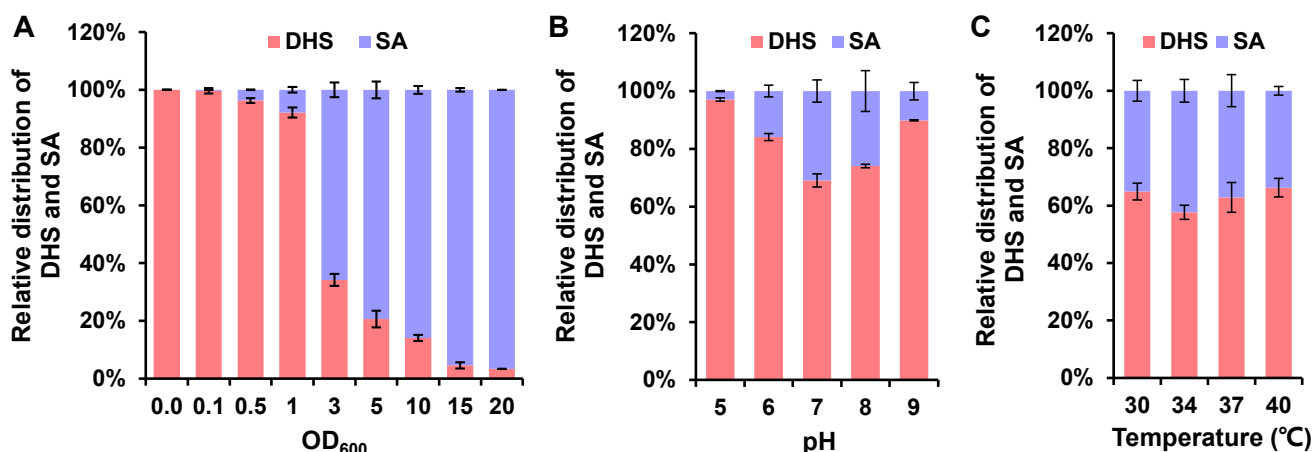 A
Relative distribution of
DHS and SA
DHS SA
120%
100%
80%
60%
40%
20%
0%
0.0 0.1 0.5 1 3 5 10 15 20
OD600
B
Relative distribution of
DHS and SA
DHS SA
120%
100%
80%
60%
40%
20%
0%
5 6 7 8 9
pH
C
Relative distribution of
DHS and SA
DHS SA
120%
100%
80%
60%
40%
20%
0%
30 34 37 40
Temperature (℃)